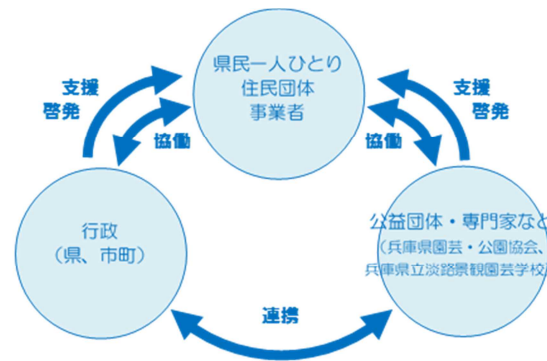 県民一人ひとり
住民団体
事業者
支援
啓発
協働
支援
啓発
協働
行政
（県、市町）
公益団体・専門家など
（兵庫県園芸・公園協会、
兵庫県立淡路景観園芸学校
連携